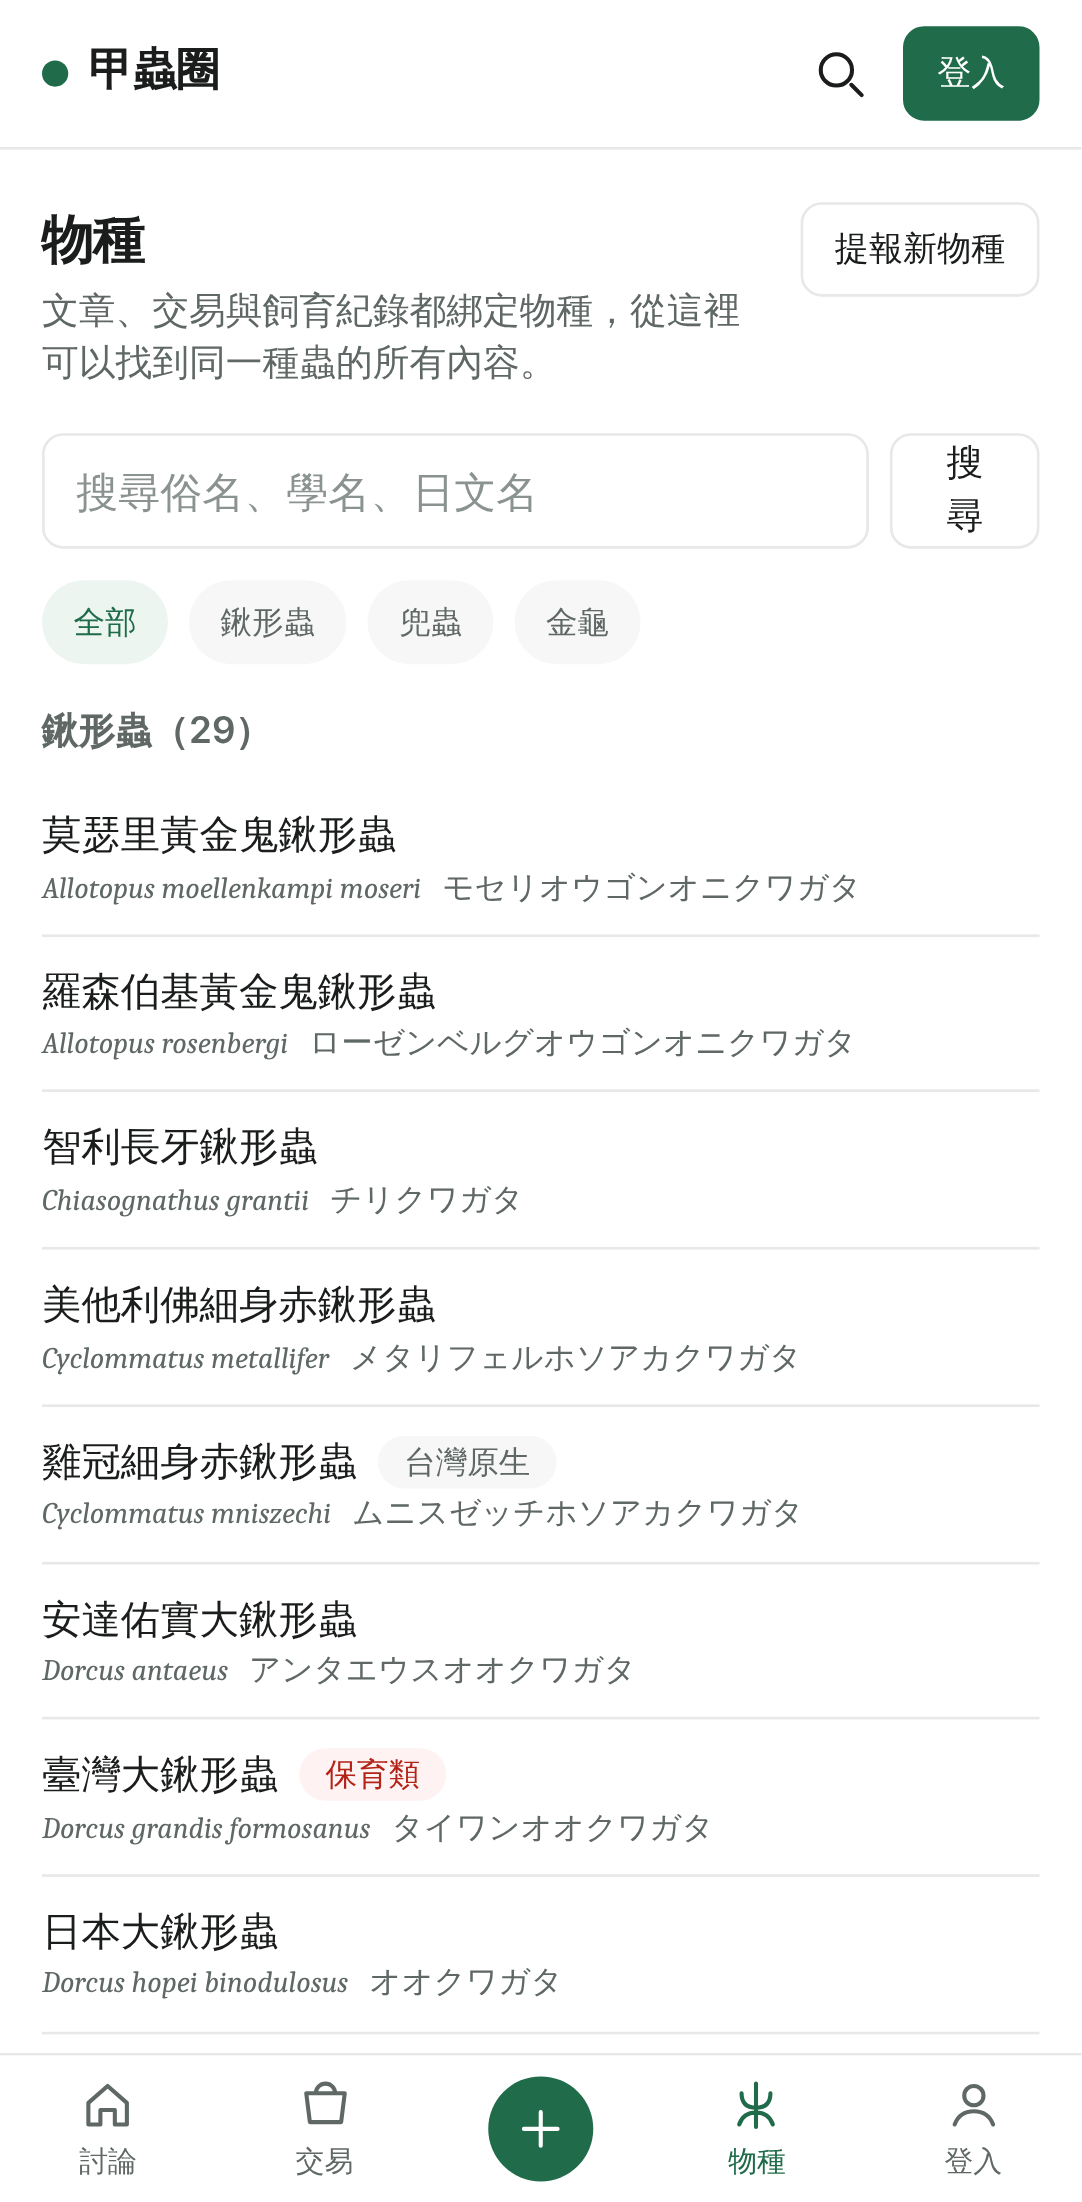 甲蟲圈
登入
物種
提報新物種
文章、交易與飼育紀錄都綁定物種，從這裡
可以找到同一種蟲的所有內容。
搜尋俗名、學名、日文名
搜
尋
全部 鍬形蟲 兜蟲 金龜
鍬形蟲（29）
莫瑟里黃金鬼鍬形蟲
Allotopus moellenkampi moseri モセリオウゴンオニクワガタ
羅森伯基黃金鬼鍬形蟲
Allotopus rosenbergi ローゼンベルグオウゴンオニクワガタ
智利長牙鍬形蟲
Chiasognathus grantii チリクワガタ
美他利佛細身赤鍬形蟲
Cyclommatus metallifer メタリフェルホソアカクワガタ
雞冠細身赤鍬形蟲 台灣原生
Cyclommatus mniszechi ムニスゼッチホソアカクワガタ
安達佑實大鍬形蟲
Dorcus antaeus アンタエウスオオクワガタ
臺灣大鍬形蟲 保育類
Dorcus grandis formosanus タイワンオオクワガタ
日本大鍬形蟲
Dorcus hopei binodulosus オオクワガタ
討論 交易 物種 登入